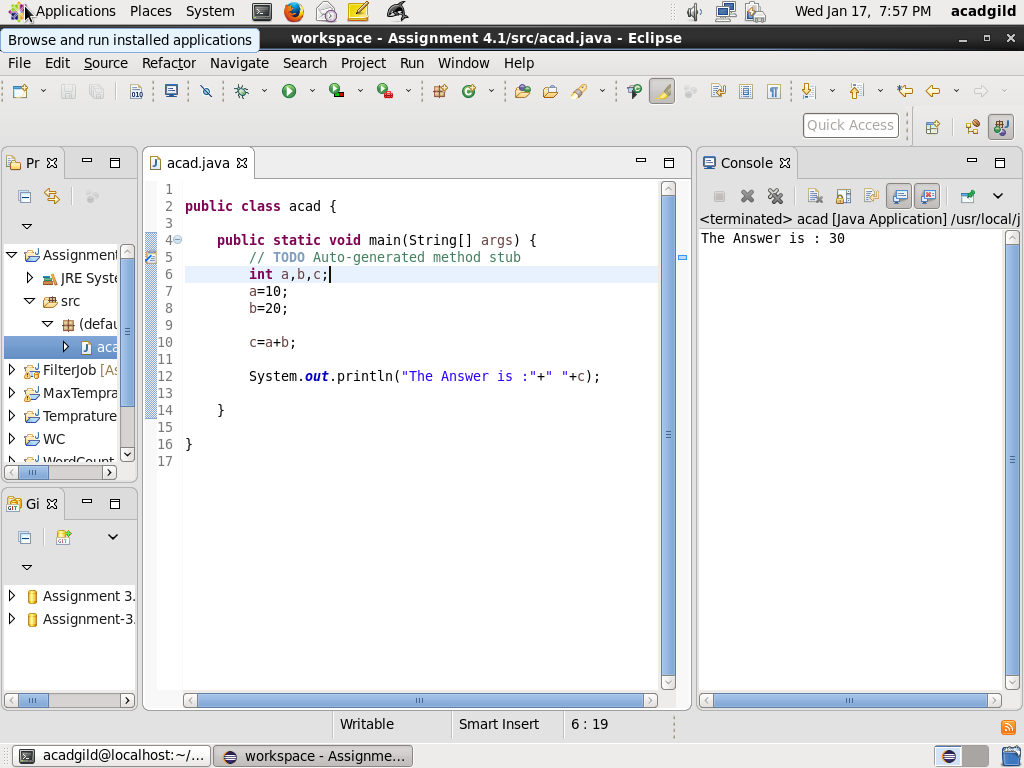 Applications Places System Wed Jan 17, 7:57 PM acadgild
Browse and run installed applications
workspace - Assignment 4.1/src/acad.java - Eclipse
File Edit Source Refactor Navigate Search Project Run Window Help
Quick Access
Pr
acad.java
Console
<terminated> acad [Java Application] /usr/local/j
The Answer is : 30
1
2 public class acad {
3
4 public static void main(String[] args) {
5 // TODO Auto-generated method stub
6 int a,b,c;
7 a=10;
8 b=20;
9
10 c=a+b;
11
12 System.out.println("The Answer is :"+" "+c);
13
14 }
15
16 }
17
Assignment
JRE Syste
src
(defau
aca
FilterJob [As
MaxTempra
Temprature
WC
WordCount
Gi
Assignment 3.
Assignment-3.
Writable Smart Insert 6 : 19
acadgild@localhost:~/... workspace - Assignme...